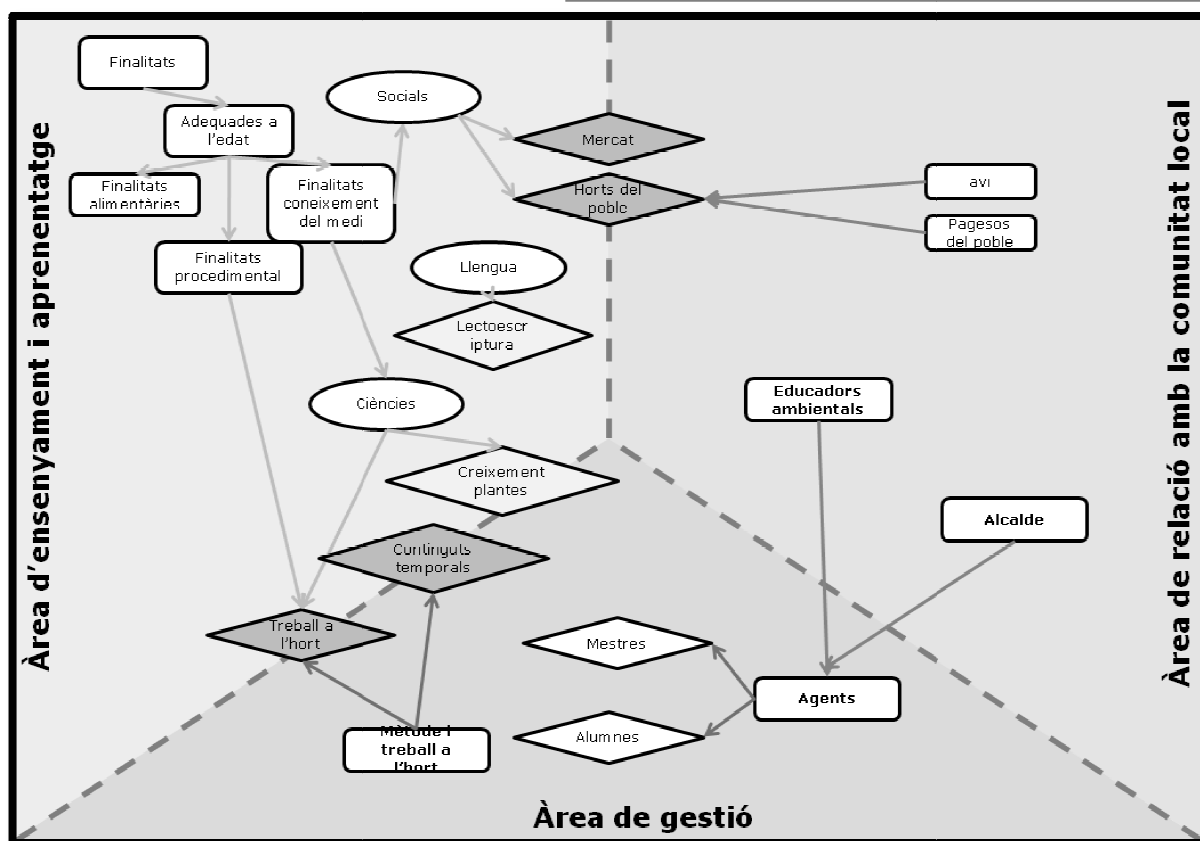 Finalitats
Adequades a
l'edat
Finalitats
alimentàries
Finalitats
coneixement
del medi
Finalitats
procedimental
Socials
Mercat
Horts del
poble
avi
Pagesos
del poble
Llengua
Lectoescr
iptura
Ciències
Creixement
plantes
Continguts
temporals
Treball a
l'hort
Educadors
ambientals
Alcalde
Mestres
Agents
Alumnes
Mètode i
treball a
l'hort
Àrea d'ensenyament i aprenentatge
Àrea de relació amb la comunitat local
Àrea de gestió